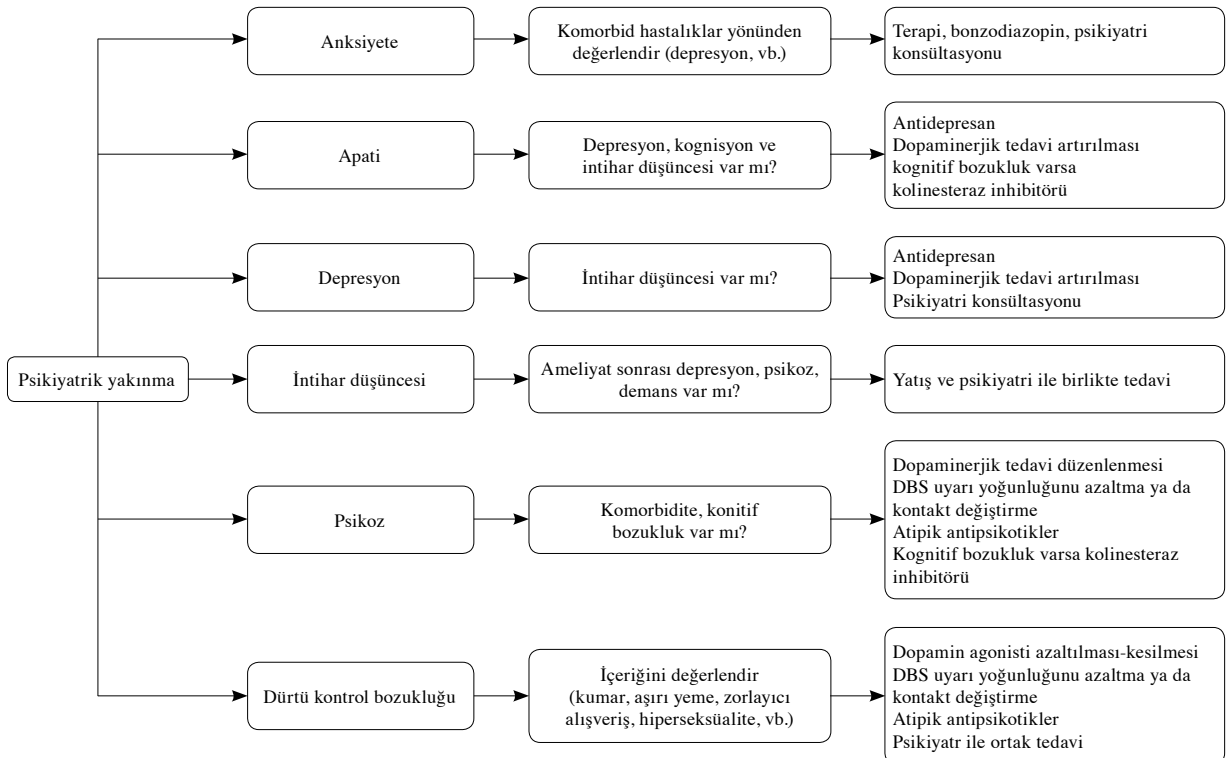 Anksiyete
Komorbid hastalıklar yönünden
değerlendir (depresyon, vb.)
Terapi, bonzodiazopin, psikiyatri
konsültasyonu
Apati
Depresyon, kognisyon ve
intihar düşüncesi var mı?
Antidepresan
Dopaminerjik tedavi artırılması
kognitif bozukluk varsa
kolinesteraz inhibitörü
Depresyon
İntihar düşüncesi var mı?
Antidepresan
Dopaminerjik tedavi artırılması
Psikiyatri konsültasyonu
Psikiyatrik yakınma
İntihar düşüncesi
Ameliyat sonrası depresyon, psikoz,
demans var mı?
Yatış ve psikiyatri ile birlikte tedavi
Psikoz
Komorbidite, konitif
bozukluk var mı?
Dopaminerjik tedavi düzenlenmesi
DBS uyarı yoğunluğunu azaltma ya da
kontakt değiştirme
Atipik antipsikotikler
Kognitif bozukluk varsa kolinesteraz
inhibitörü
Dürtü kontrol bozukluğu
İçeriğini değerlendir
(kumar, aşırı yeme, zorlayıcı
alışveriş, hiperseksüalite, vb.)
Dopamin agonisti azaltılması-kesilmesi
DBS uyarı yoğunluğunu azaltma ya da
kontakt değiştirme
Atipik antipsikotikler
Psikiyatr ile ortak tedavi